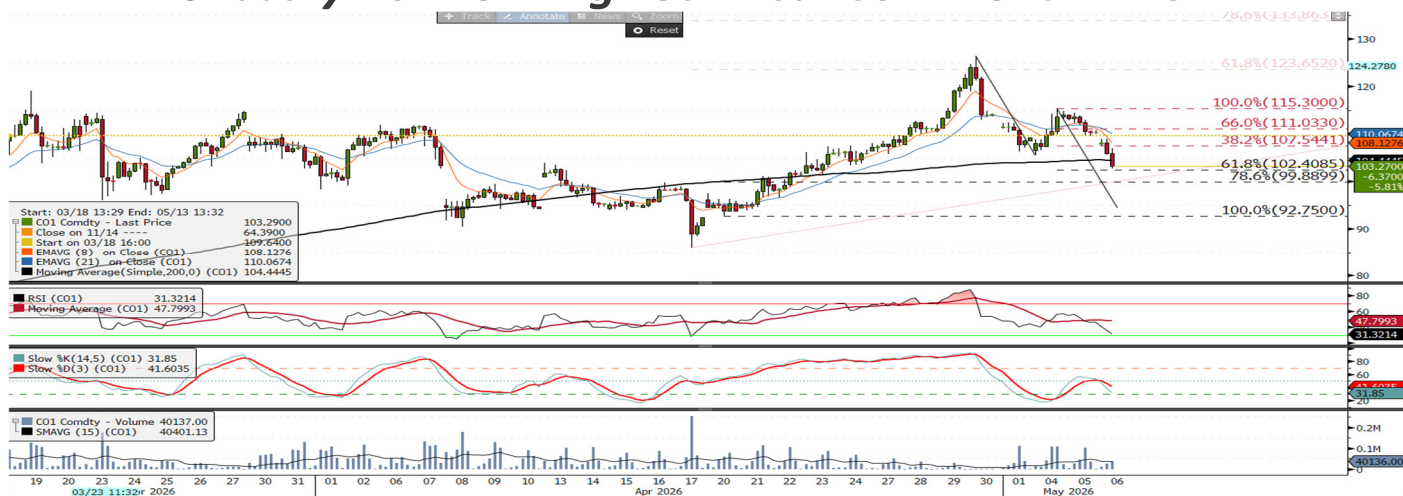 Track Annotate News Zoom
Reset
78.6%(133.863)
130
61.8%(123.6520)
124.2780
120
100.0%(115.3000)
66.0%(111.0330)
110.0674
38.2%(107.5441)
108.1276
104.4445
61.8%(102.4085)
103.2700
78.6%(99.8899)
-6.3700
-5.81%
100.0%(92.7500)
90
80
Start: 03/18 13:29 End: 05/13 13:32
CO1 Comdty - Last Price 103.2900
Close on 11/14 ---- 64.3900
Start on 03/18 16:00 109.6400
EMAVG (8) on Close (CO1) 108.1276
EMAVG (21) on Close (CO1) 110.0674
Moving Average(Simple,200,0) (CO1) 104.4445
RSI (CO1) 31.3214
Moving Average (CO1) 47.7993
80
60
47.7993
31.3214
Slow %K(14,5) (CO1) 31.85
Slow %D(3) (CO1) 41.6035
80
60
41.6035
31.85
20
CO1 Comdty - Volume 40137.00
SMAVG (15) (CO1) 40401.13
0.2M
0.1M
40136.00
0
19 20 23 24 25 26 27 30 31 01 02 06 07 08 09 10 13 14 15 16 17 20 21 22 23 24 27 28 29 30 01 04 05 06
03/23 11:32 ar 2026 Apr 2026 May 2026